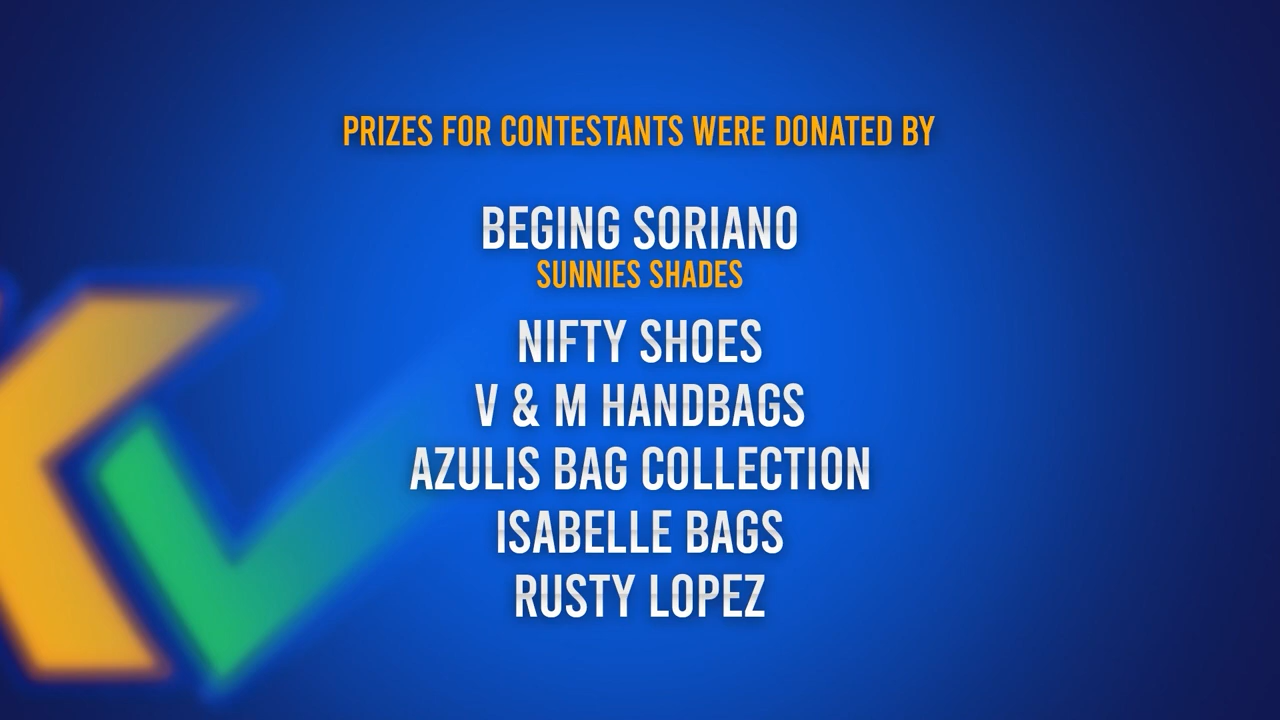 PRIZES FOR CONTESTANTS WERE DONATED BY
BEGING SORIANO
SUNNIES SHADES
NIFTY SHOES
V & M HANDBAGS
AZULIS BAG COLLECTION
ISABELLE BAGS
RUSTY LOPEZ